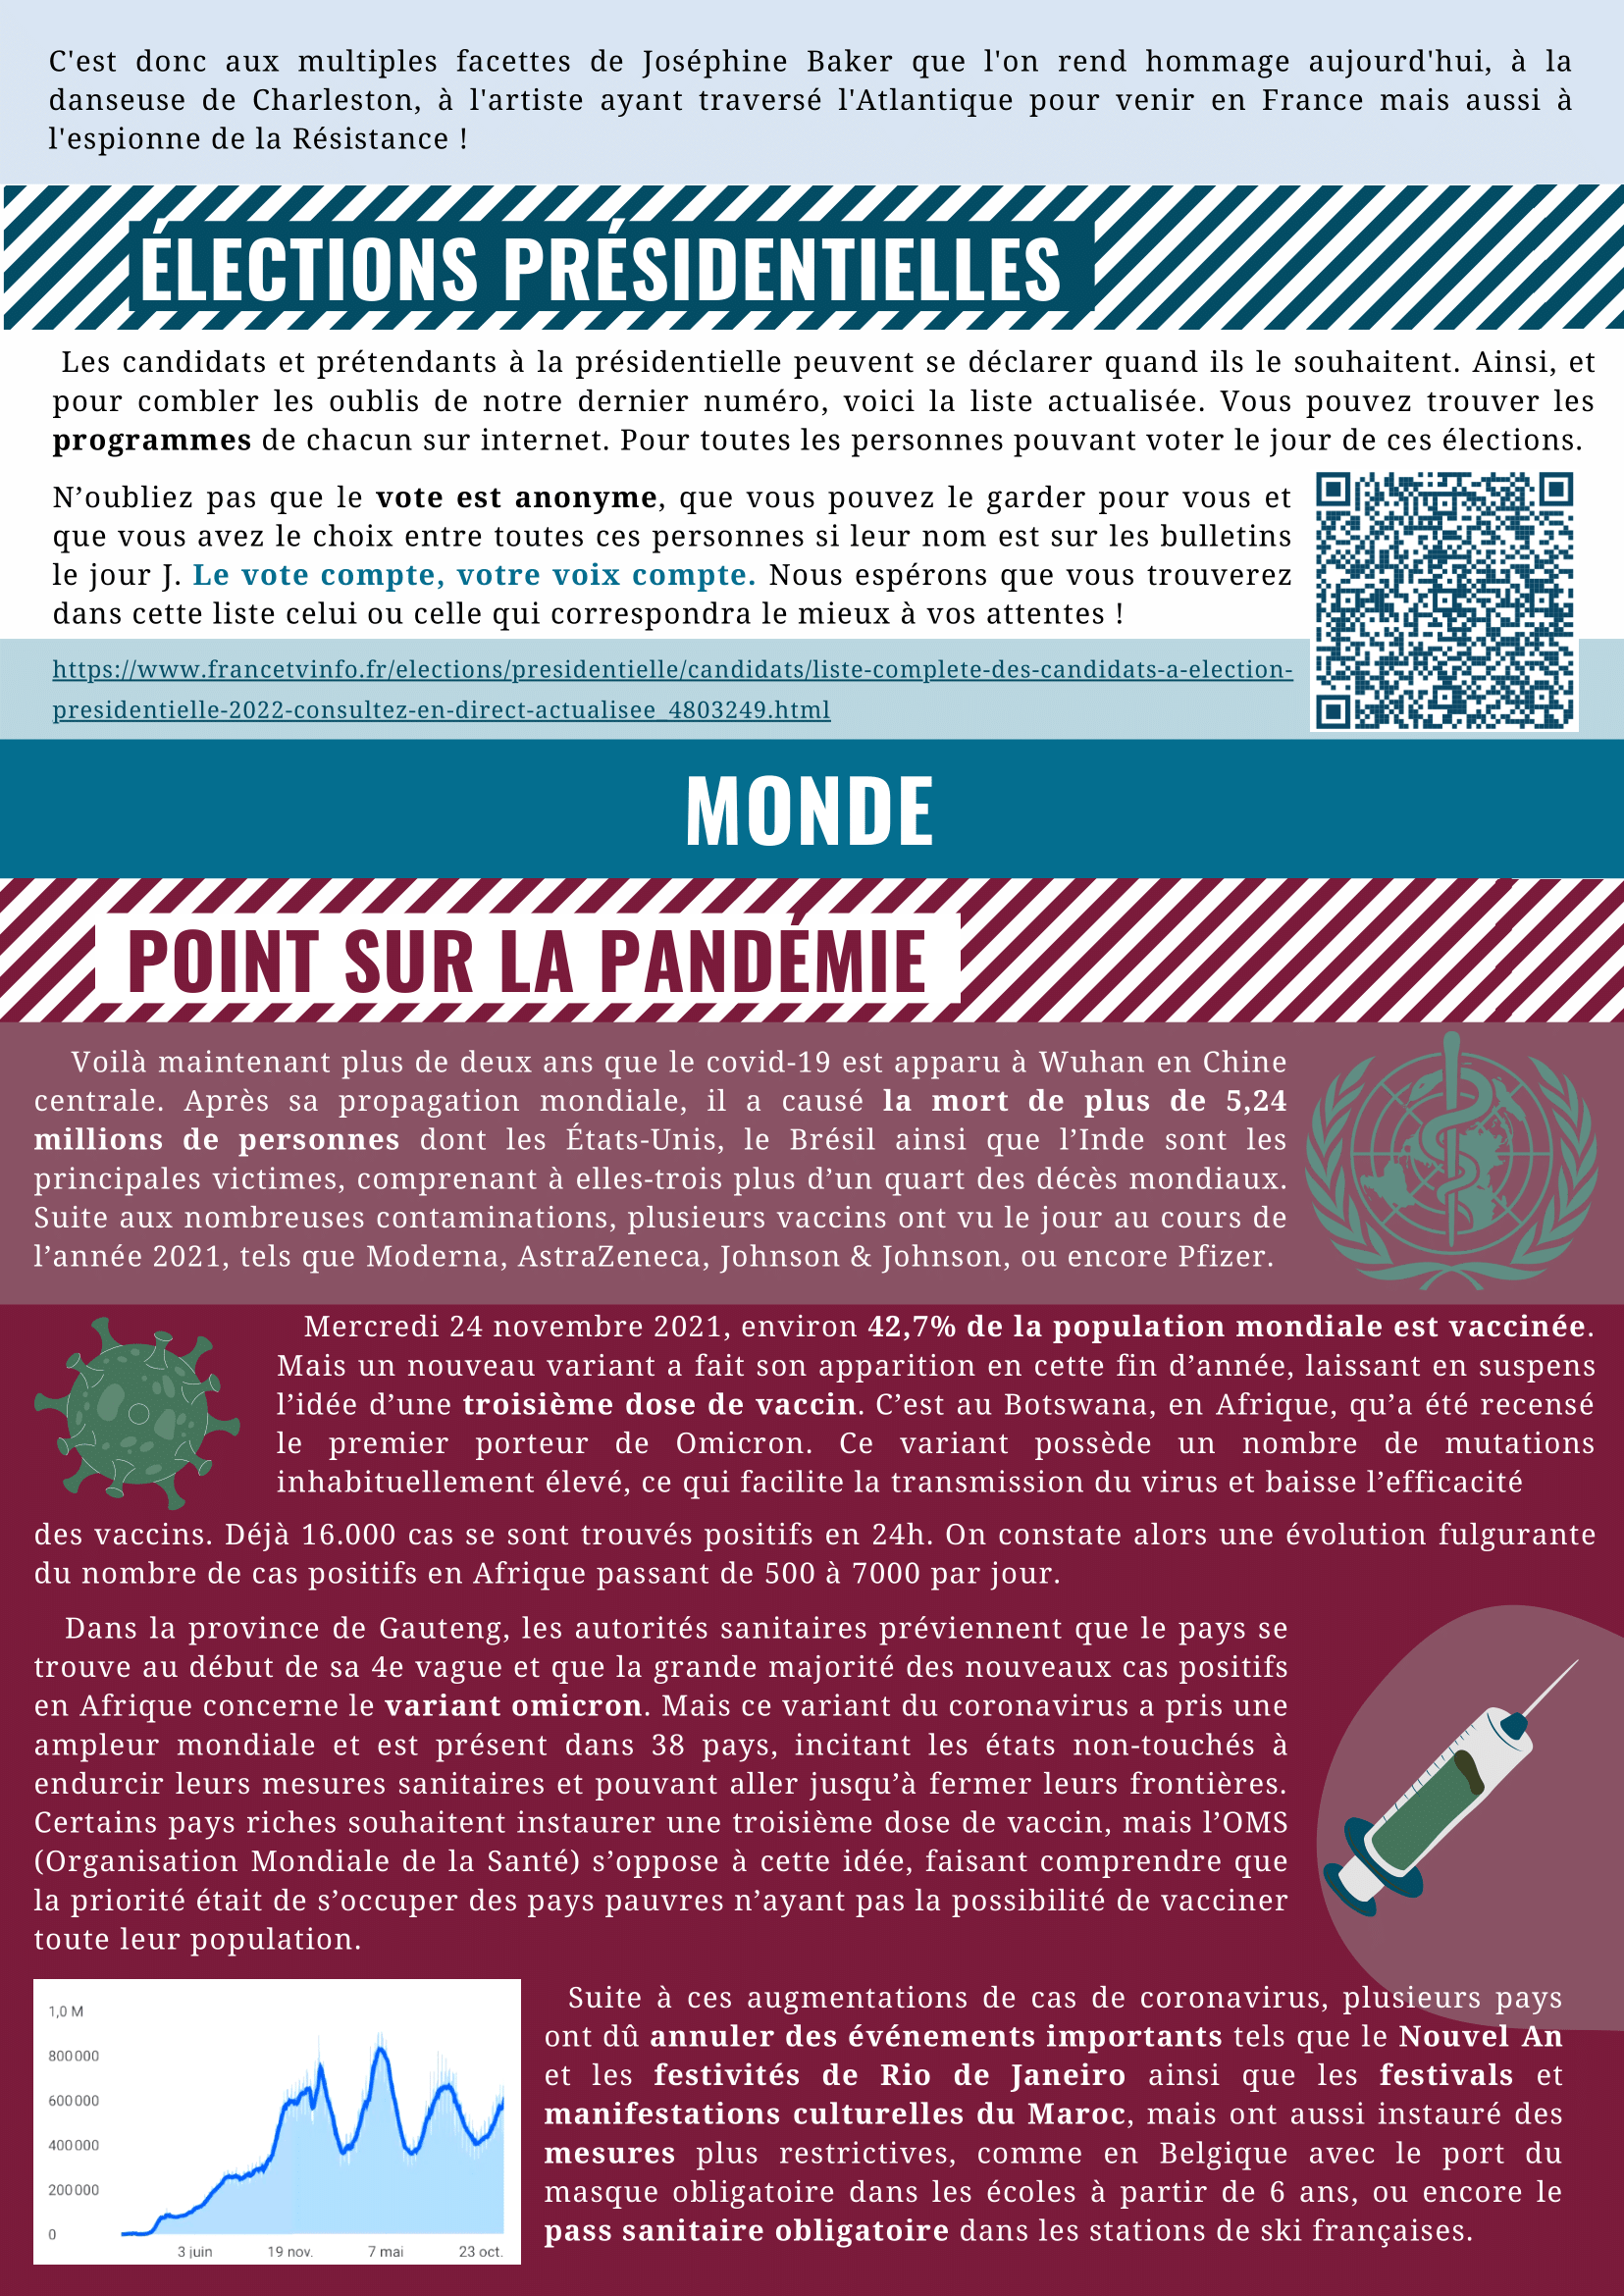 C'est donc aux multiples facettes de Joséphine Baker que l'on rend hommage aujourd'hui, à la
danseuse de Charleston, à l'artiste ayant traversé l'Atlantique pour venir en France mais aussi à
l'espionne de la Résistance !
ÉLECTIONS PRÉSIDENTIELLES
Les candidats et prétendants à la présidentielle peuvent se déclarer quand ils le souhaitent. Ainsi, et
pour combler les oublis de notre dernier numéro, voici la liste actualisée. Vous pouvez trouver les
programmes de chacun sur internet. Pour toutes les personnes pouvant voter le jour de ces élections.
N’oubliez pas que le vote est anonyme, que vous pouvez le garder pour vous et
que vous avez le choix entre toutes ces personnes si leur nom est sur les bulletins
le jour J. Le vote compte, votre voix compte. Nous espérons que vous trouverez
dans cette liste celui ou celle qui correspondra le mieux à vos attentes !
https://www.francetvinfo.fr/elections/presidentielle/candidats/liste-complete-des-candidats-a-election-
presidentielle-2022-consultez-en-direct-actualisee_4803249.html
MONDE
POINT SUR LA PANDÉMIE
Voilà maintenant plus de deux ans que le covid-19 est apparu à Wuhan en Chine
centrale. Après sa propagation mondiale, il a causé la mort de plus de 5,24
millions de personnes dont les États-Unis, le Brésil ainsi que l’Inde sont les
principales victimes, comprenant à elles-trois plus d’un quart des décès mondiaux.
Suite aux nombreuses contaminations, plusieurs vaccins ont vu le jour au cours de
l’année 2021, tels que Moderna, AstraZeneca, Johnson & Johnson, ou encore Pfizer.
Mercredi 24 novembre 2021, environ 42,7% de la population mondiale est vaccinée.
Mais un nouveau variant a fait son apparition en cette fin d’année, laissant en suspens
l’idée d’une troisième dose de vaccin. C’est au Botswana, en Afrique, qu’a été recensé
le premier porteur de Omicron. Ce variant possède un nombre de mutations
inhabituellement élevé, ce qui facilite la transmission du virus et baisse l’efficacité
des vaccins. Déjà 16.000 cas se sont trouvés positifs en 24h. On constate alors une évolution fulgurante
du nombre de cas positifs en Afrique passant de 500 à 7000 par jour.
Dans la province de Gauteng, les autorités sanitaires préviennent que le pays se
trouve au début de sa 4e vague et que la grande majorité des nouveaux cas positifs
en Afrique concerne le variant omicron. Mais ce variant du coronavirus a pris une
ampleur mondiale et est présent dans 38 pays, incitant les états non-touchés à
endurcir leurs mesures sanitaires et pouvant aller jusqu’à fermer leurs frontières.
Certains pays riches souhaitent instaurer une troisième dose de vaccin, mais l’OMS
(Organisation Mondiale de la Santé) s’oppose à cette idée, faisant comprendre que
la priorité était de s’occuper des pays pauvres n’ayant pas la possibilité de vacciner
toute leur population.
1,0 M
800 000
600 000
400 000
200 000
0
3 juin 19 nov. 7 mai 23 oct.
Suite à ces augmentations de cas de coronavirus, plusieurs pays
ont dû annuler des événements importants tels que le Nouvel An
et les festivités de Rio de Janeiro ainsi que les festivals et
manifestations culturelles du Maroc, mais ont aussi instauré des
mesures plus restrictives, comme en Belgique avec le port du
masque obligatoire dans les écoles à partir de 6 ans, ou encore le
pass sanitaire obligatoire dans les stations de ski françaises.